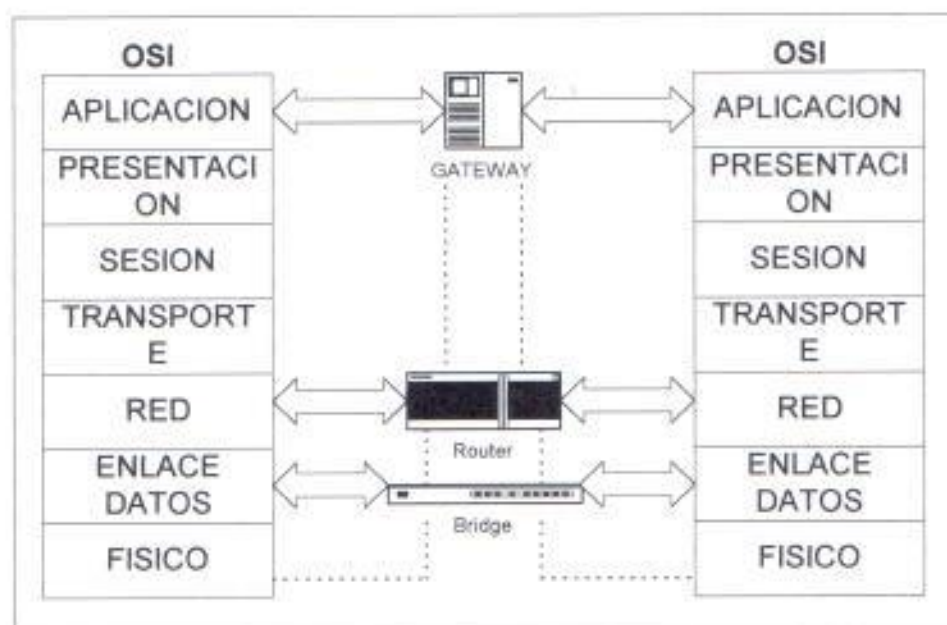 OSI
APLICACION
PRESENTACI
ON
SESION
TRANSPORT
E
RED
ENLACE
DATOS
FISICO
GATEWAY
Router
Bridge
OSI
APLICACION
PRESENTACI
ON
SESION
TRANSPORT
E
RED
ENLACE
DATOS
FISICO